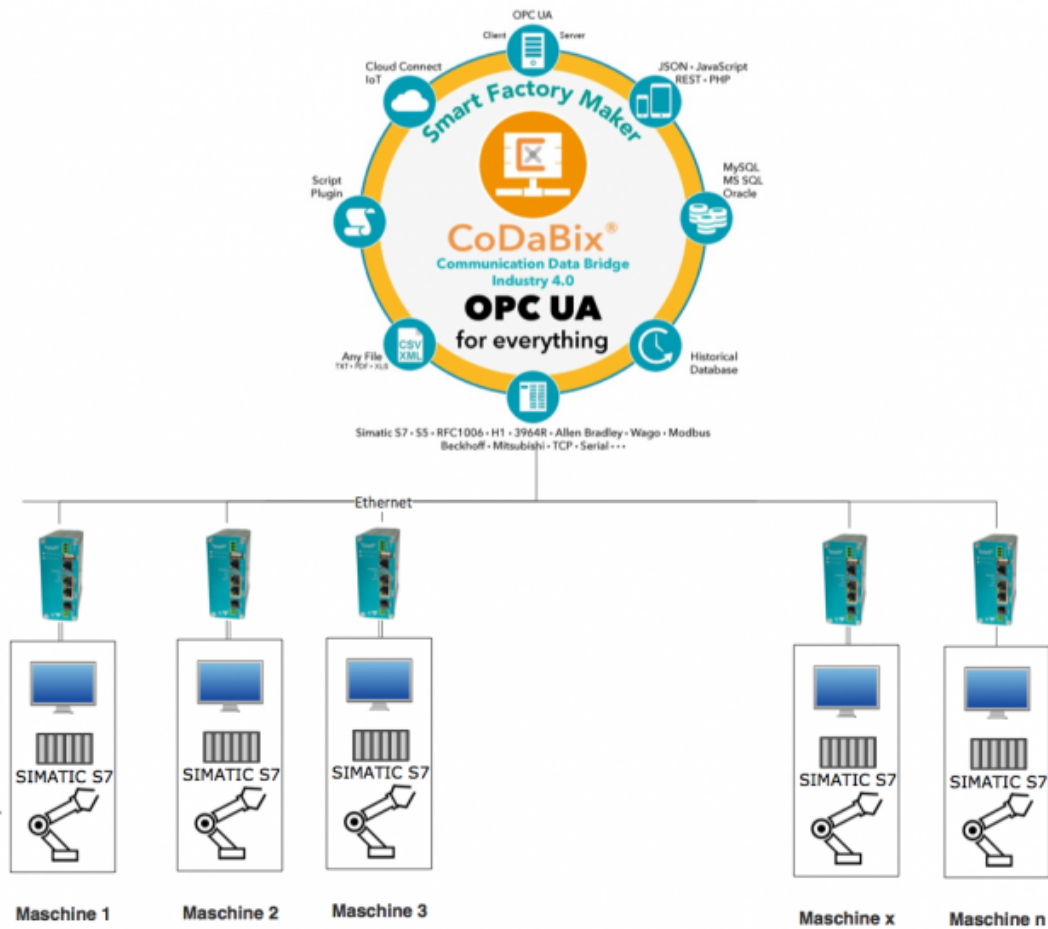 OPC UA
Client
Server
Cloud Connect
IoT
JSON • JavaScript
REST • PHP
Smart Factory Maker
Script
Plugin
MySQL
MS SQL
Oracle
CoDaBix®
Communication Data Bridge
Industry 4.0
OPC UA
for everything
Any File
TXT • PDF • XLS
CSV
XML
Historical
Database
Simatic S7 • S5 • RFC1006 • H1 • 3964R • Allen Bradley • Wago • Modbus
Beckhoff • Mitsubishi • TCP • Serial • • •
Ethernet
SIMATIC S7
SIMATIC S7
SIMATIC S7
SIMATIC S7
SIMATIC S7
Maschine 1
Maschine 2
Maschine 3
Maschine x
Maschine n